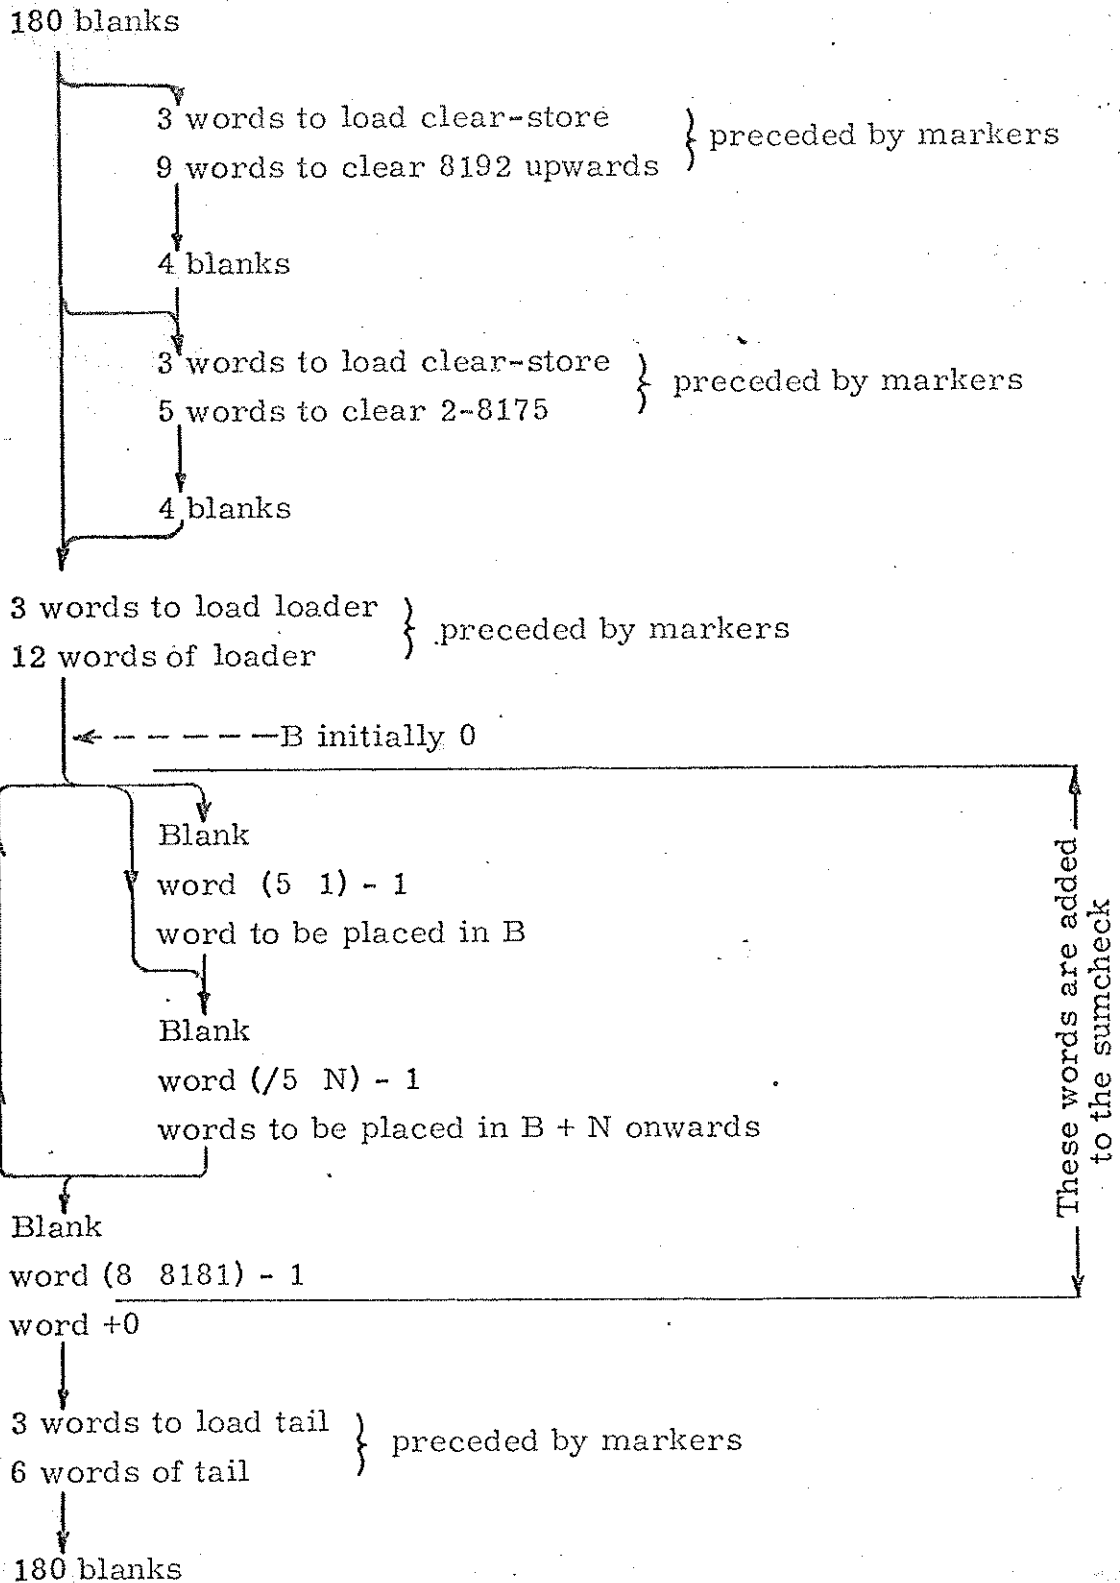 180 blanks
3 words to load clear-store
9 words to clear 8192 upwards
preceded by markers
4 blanks
3 words to load clear-store
5 words to clear 2-8175
preceded by markers
4 blanks
3 words to load loader
12 words of loader
preceded by markers
B initially 0
Blank
word (5 1) - 1
word to be placed in B
Blank
word (/5 N) - 1
words to be placed in B + N onwards
These words are added
to the sumcheck
Blank
word (8 8181) - 1
word +0
3 words to load tail
6 words of tail
preceded by markers
180 blanks